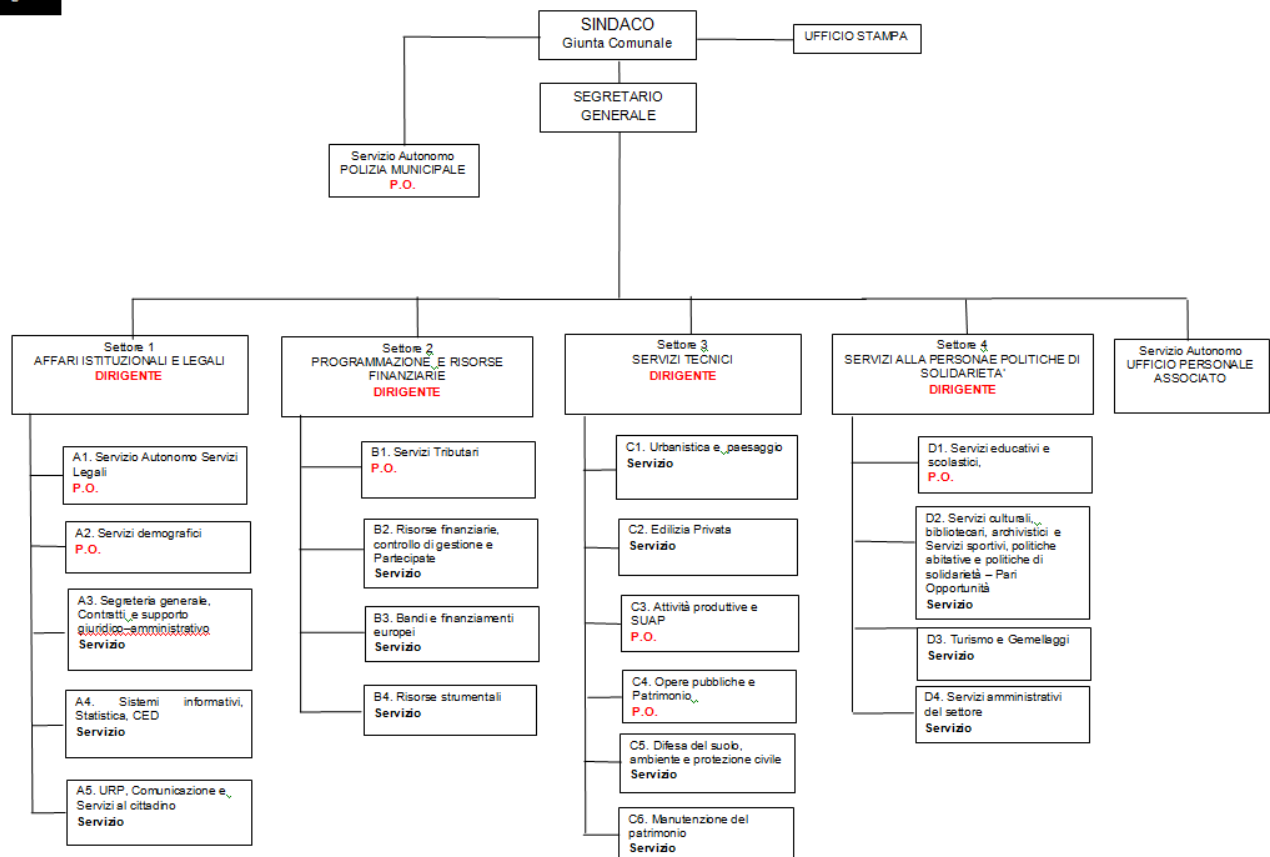 SINDACO
Giunta Comunale
UFFICIO STAMPA
SEGRETARIO
GENERALE
Servizio Autonomo
POLIZIA MUNICIPALE
P.O.
Settore 1
AFFARI ISTITUZIONALI E LEGALI
DIRIGENTE
Settore 2
PROGRAMMAZIONE E RISORSE
FINANZIARIE
DIRIGENTE
Settore 3
SERVIZI TECNICI
DIRIGENTE
Settore 4
SERVIZI ALLA PERSONA E POLITICHE DI
SOLIDARIETA'
DIRIGENTE
Servizio Autonomo
UFFICIO PERSONALE
ASSOCIATO
A1. Servizio Autonomo Servizi
Legali
P.O.
A2. Servizi demografici
P.O.
A3. Segreteria generale,
Contratti e supporto
giuridico–amministrativo
Servizio
A4. Sistemi informativi,
Statistica, CED
Servizio
A5. URP, Comunicazione e
Servizi al cittadino
Servizio
B1. Servizi Tributari
P.O.
B2. Risorse finanziarie,
controllo di gestione e
Partecipate
Servizio
B3. Bandi e finanziamenti
europei
Servizio
B4. Risorse strumentali
Servizio
C1. Urbanistica e paesaggio
Servizio
C2. Edilizia Privata
Servizio
C3. Attività produttive e
SUAP
P.O.
C4. Opere pubbliche e
Patrimonio
P.O.
C5. Difesa del suolo,
ambiente e protezione civile
Servizio
C6. Manutenzione del
patrimonio
Servizio
D1. Servizi educativi e
scolastici,
P.O.
D2. Servizi culturali,
bibliotecari, archivistici e
Servizi sportivi, politiche
abitative e politiche di
solidarietà – Pari
Opportunità
Servizio
D3. Turismo e Gemellaggi
Servizio
D4. Servizi amministrativi
del settore
Servizio